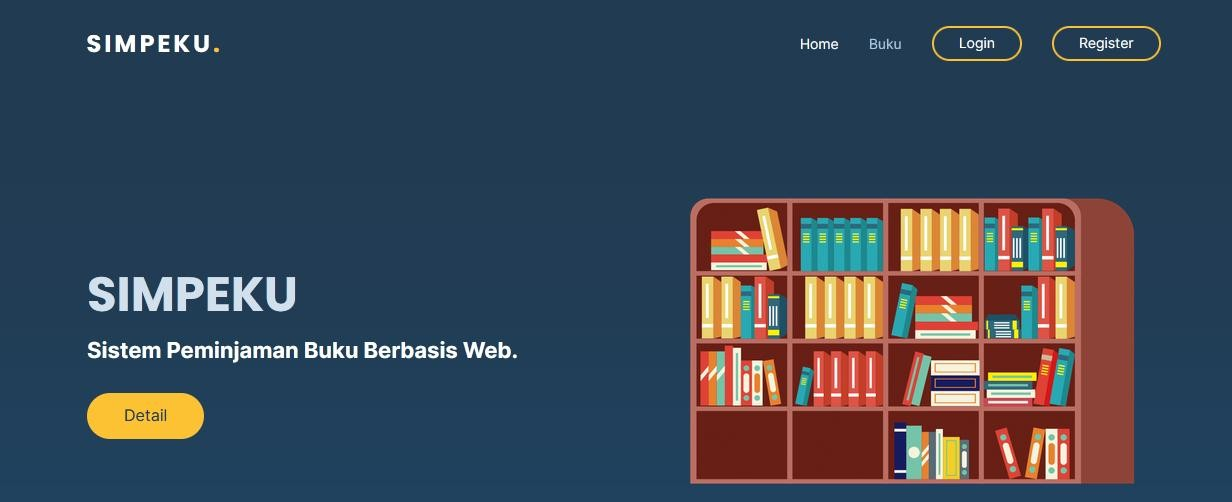 SIMPEKU.
Home
Buku
Login
Register
SIMPEKU
Sistem Peminjaman Buku Berbasis Web.
Detail